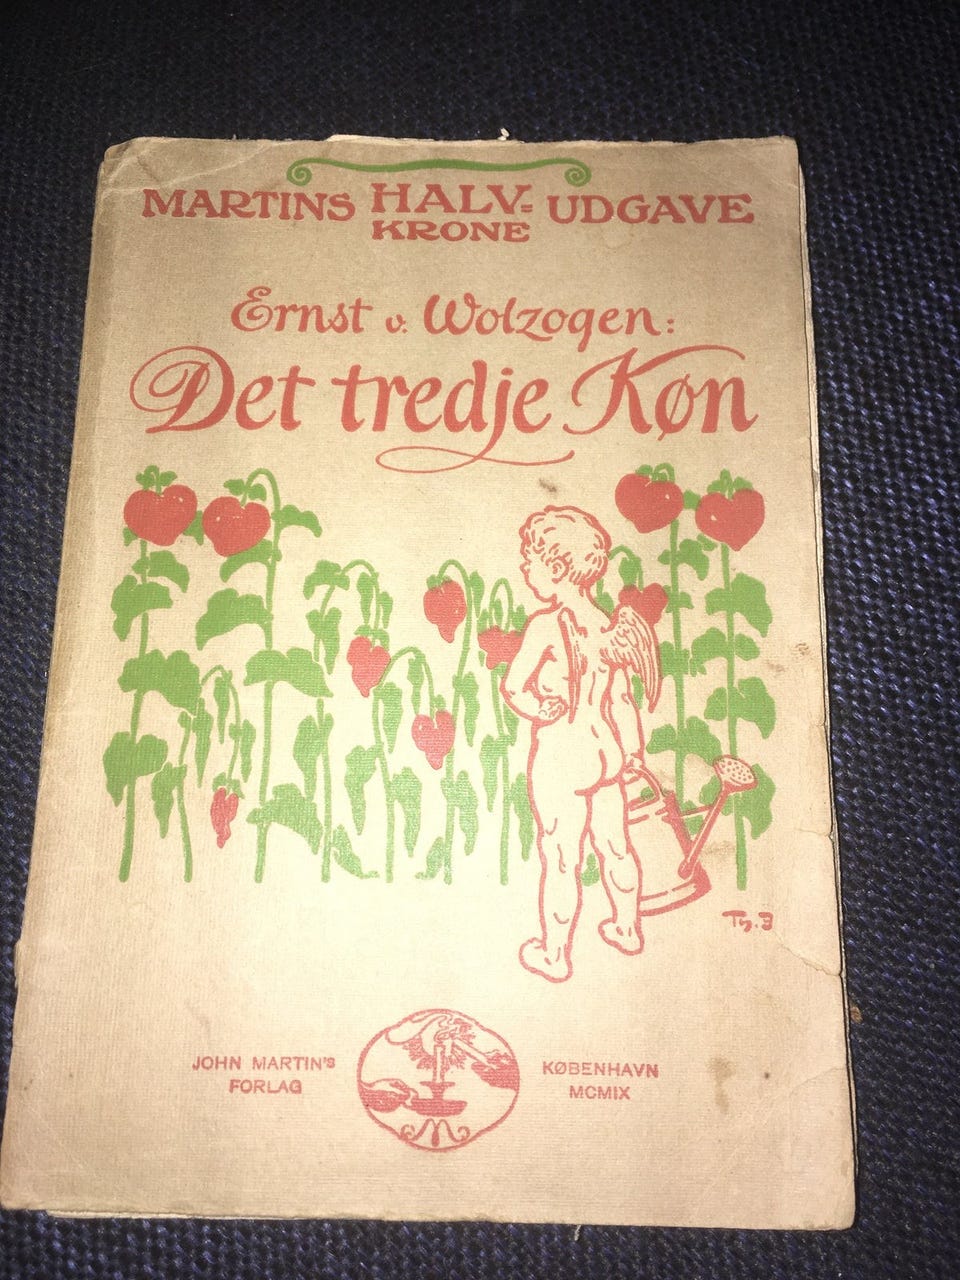 MARTINS HALV=KRONE UDGAVE
Ernst v. Wolzogen:
Det tredje Køn
JOHN MARTIN'S
FORLAG
KØBENHAVN
MCMIX